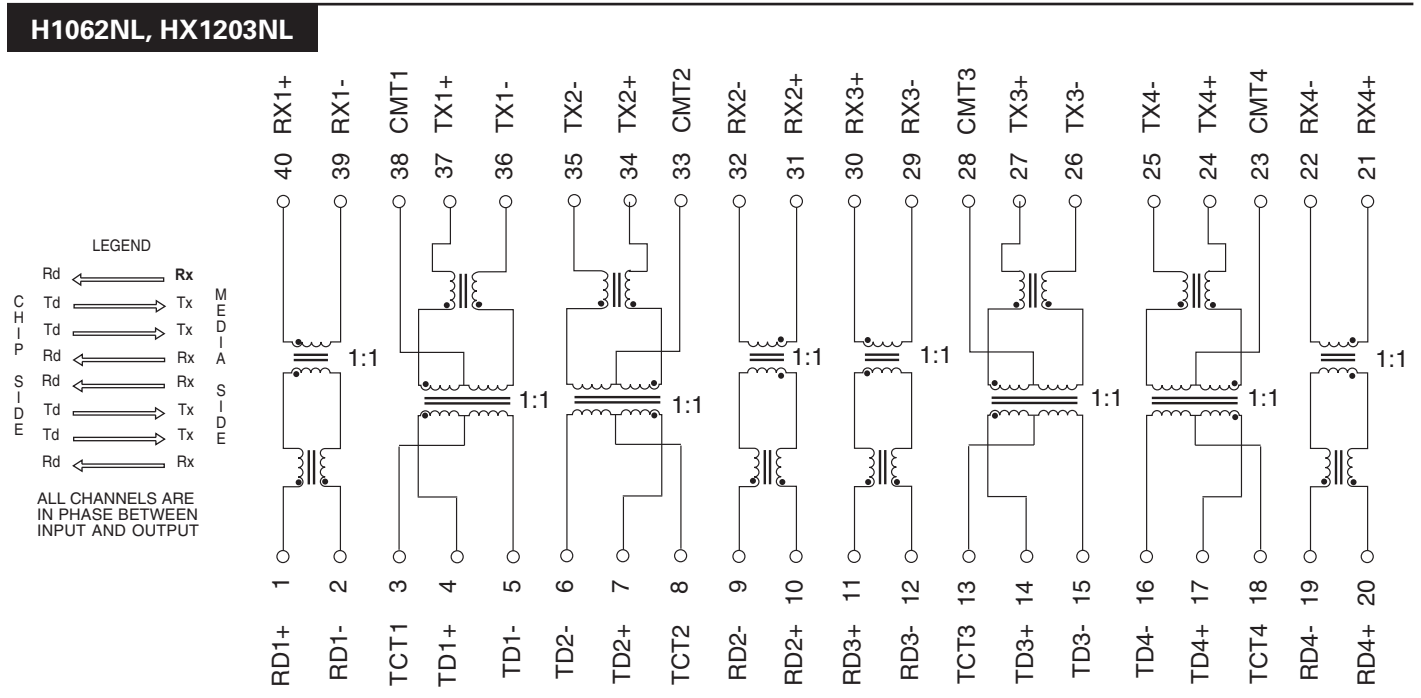 H1062NL, HX1203NL
RX1+ RX1- CMT1 TX1+ TX1- TX2- TX2+ CMT2 RX2- RX2+ RX3+ RX3- CMT3 TX3+ TX3- TX4- TX4+ CMT4 RX4- RX4+
40 39 38 37 36 35 34 33 32 31 30 29 28 27 26 25 24 23 22 21
LEGEND
Rd Rx
Td Tx
Td Tx
Rd Rx
Rd Rx
Td Tx
Td Tx
Rd Rx
CHIP SIDE
MEDIA SIDE
ALL CHANNELS ARE
IN PHASE BETWEEN
INPUT AND OUTPUT
1:1 1:1 1:1 1:1 1:1 1:1 1:1 1:1
1 2 3 4 5 6 7 8 9 10 11 12 13 14 15 16 17 18 19 20
RD1+ RD1- TCT1 TD1+ TD1- TD2- TD2+ TCT2 RD2- RD2+ RD3+ RD3- TCT3 TD3+ TD3- TD4- TD4+ TCT4 RD4- RD4+